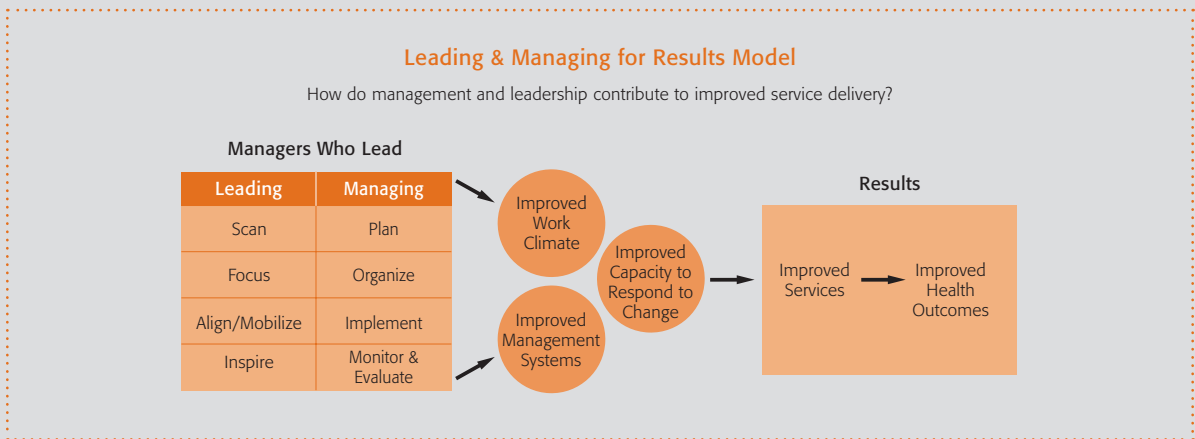 Leading & Managing for Results Model
How do management and leadership contribute to improved service delivery?
Managers Who Lead
Leading Managing
Scan Plan
Focus Organize
Align/Mobilize Implement
Inspire Monitor &
Evaluate
Improved
Work
Climate
Improved
Management
Systems
Improved
Capacity to
Respond to
Change
Results
Improved
Services
Improved
Health
Outcomes